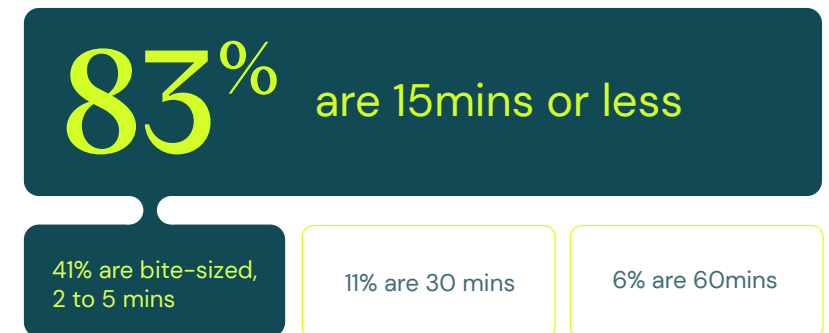 83% are 15mins or less
41% are bite-sized,
2 to 5 mins
11% are 30 mins
6% are 60mins